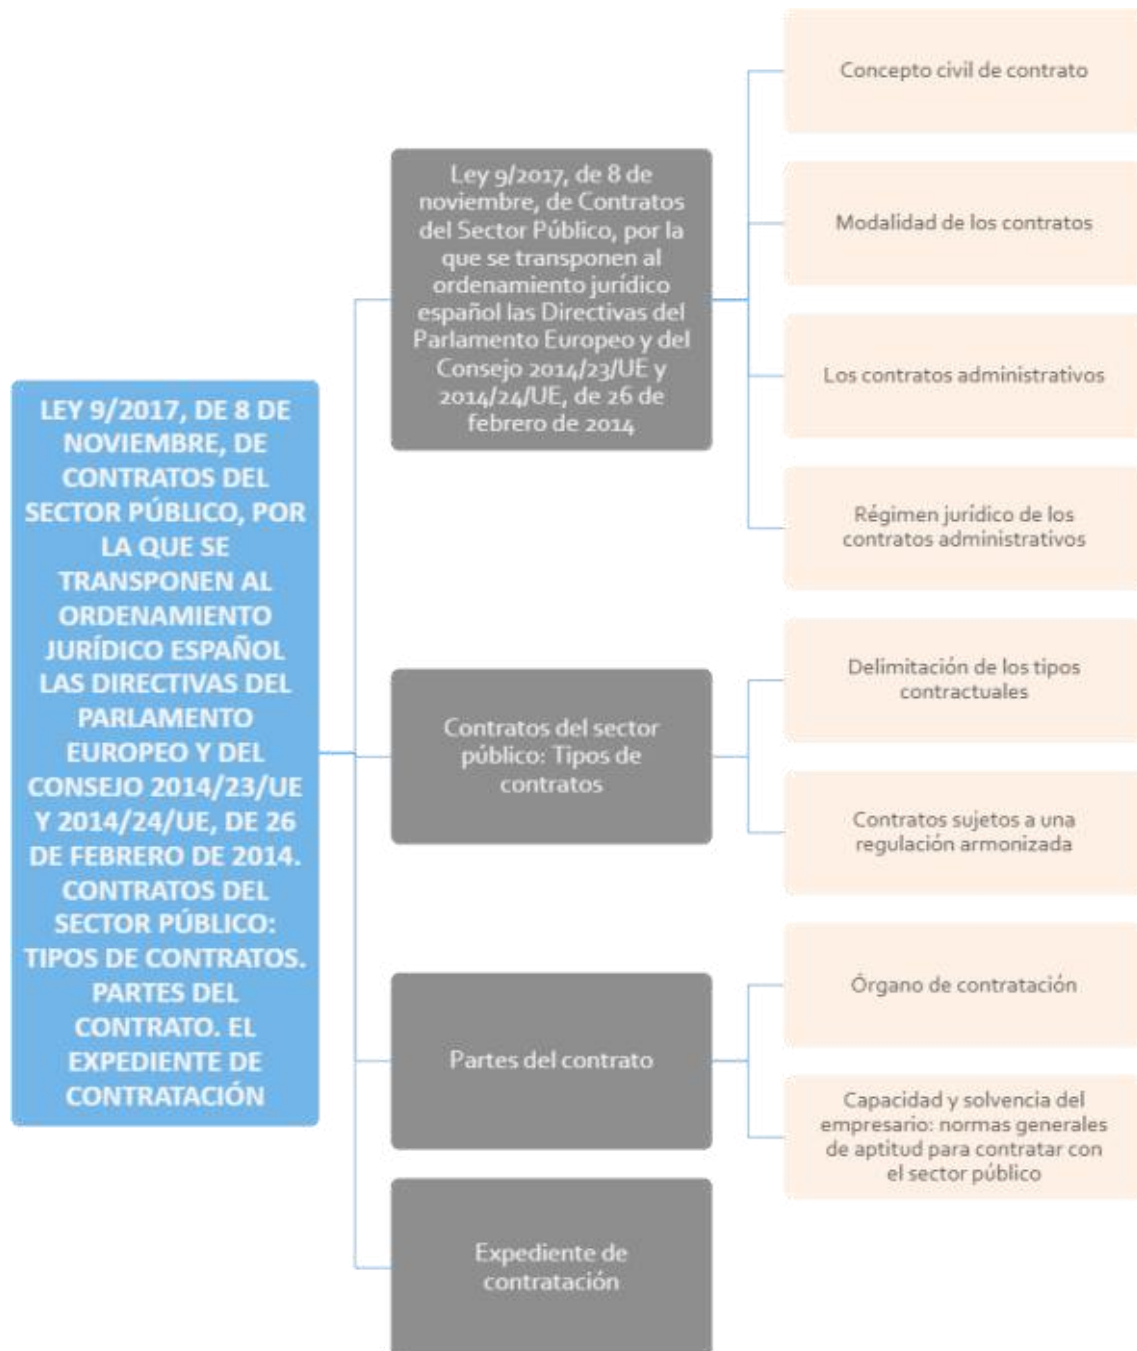 LEY 9/2017, DE 8 DE
NOVIEMBRE, DE
CONTRATOS DEL
SECTOR PÚBLICO, POR
LA QUE SE
TRANSPONEN AL
ORDENAMIENTO
JURÍDICO ESPAÑOL
LAS DIRECTIVAS DEL
PARLAMENTO
EUROPEO Y DEL
CONSEJO 2014/23/UE
Y 2014/24/UE, DE 26
DE FEBRERO DE 2014.
CONTRATOS DEL
SECTOR PÚBLICO:
TIPOS DE CONTRATOS.
PARTES DEL
CONTRATO. EL
EXPEDIENTE DE
CONTRATACIÓN
Ley 9/2017, de 8 de
noviembre, de Contratos
del Sector Público, por la
que se transponen al
ordenamiento jurídico
español las Directivas del
Parlamento Europeo y del
Consejo 2014/23/UE y
2014/24/UE, de 26 de
febrero de 2014
Concepto civil de contrato
Modalidad de los contratos
Los contratos administrativos
Régimen jurídico de los
contratos administrativos
Contratos del sector
público: Tipos de
contratos
Delimitación de los tipos
contractuales
Contratos sujetos a una
regulación armonizada
Partes del contrato
Órgano de contratación
Capacidad y solvencia del
empresario: normas generales
de aptitud para contratar con
el sector público
Expediente de
contratación